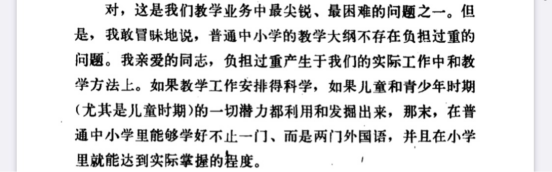 对，这是我们教学业务中最尖锐、最困难的问题之一。但
是，我敢冒昧地说，普通中小学的教学大纲不存在负担过重的
问题。我亲爱的同志，负担过重产生于我们的实际工作中和教
学方法上。如果教学工作安排得科学，如果儿童和青少年时期
（尤其是儿童时期）的一切潜力都利用和发掘出来，那末，在普
通中小学里能够学好不止一门、而是两门外国语，并且在小学
里就能达到实际掌握的程度。